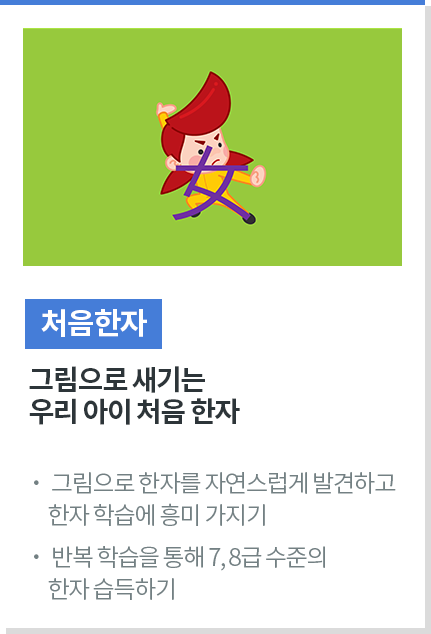 女
처음한자
그림으로 새기는
우리 아이 처음 한자
• 그림으로 한자를 자연스럽게 발견하고
한자 학습에 흥미 가지기
• 반복 학습을 통해 7, 8급 수준의
한자 습득하기